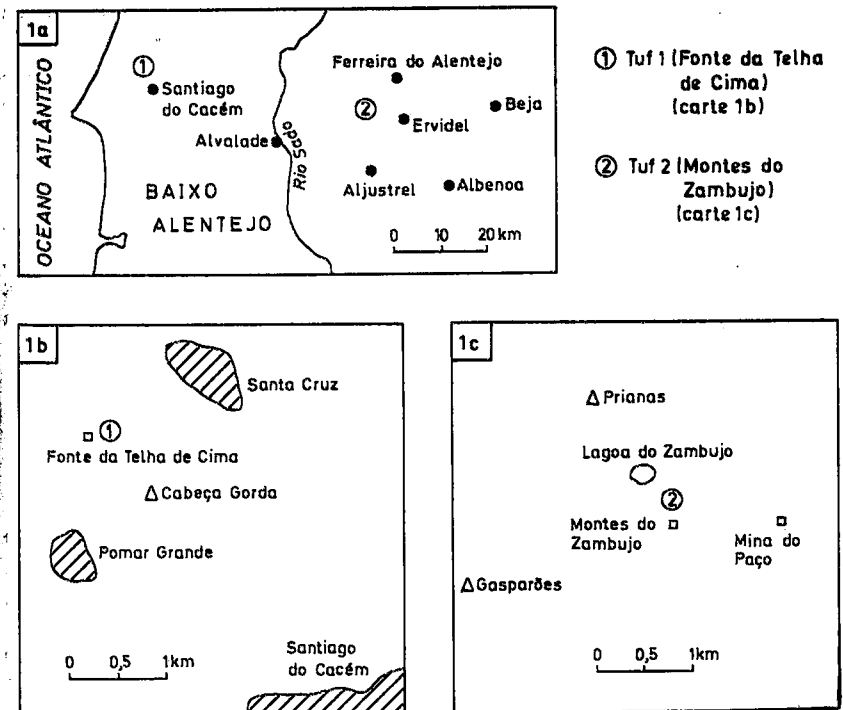 1a
OCEANO ATLÂNTICO
①
Santiago
do Cacém
Alvalade
BAIXO
ALENTEJO
Rio Sado
Ferreira do Alentejo
②
Ervidel
Beja
Aljustrel
Albenoa
0 10 20 km
① Tuf 1 (Fonte da Telha
de Cima)
(carte 1b)
② Tuf 2 (Montes do
Zambujo)
(carte 1c)
1b
Santa Cruz
①
Fonte da Telha de Cima
Cabeça Gorda
Pomar Grande
0 0,5 1km
Santiago
do Cacém
1c
Prianas
Lagoa do Zambujo
②
Montes do
Zambujo
Mina do
Paço
Gasparões
0 0,5 1km